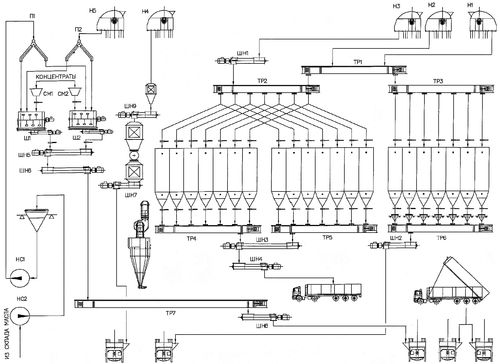 П1
П2
Н5
Н4
Н3
Н2
Н1
ШН1
ТР1
ТР2
ТР3
КОНЦЕНТРАТЫ
СМ1
СМ2
Ш1
Ш2
ШН9
ШН5
ШН6
ШН7
ТР4
ШН3
ТР5
ШН2
ТР6
ШН4
НС1
НС2
ТР7
ШН8
ИЗ СКЛАДА МАСЛА